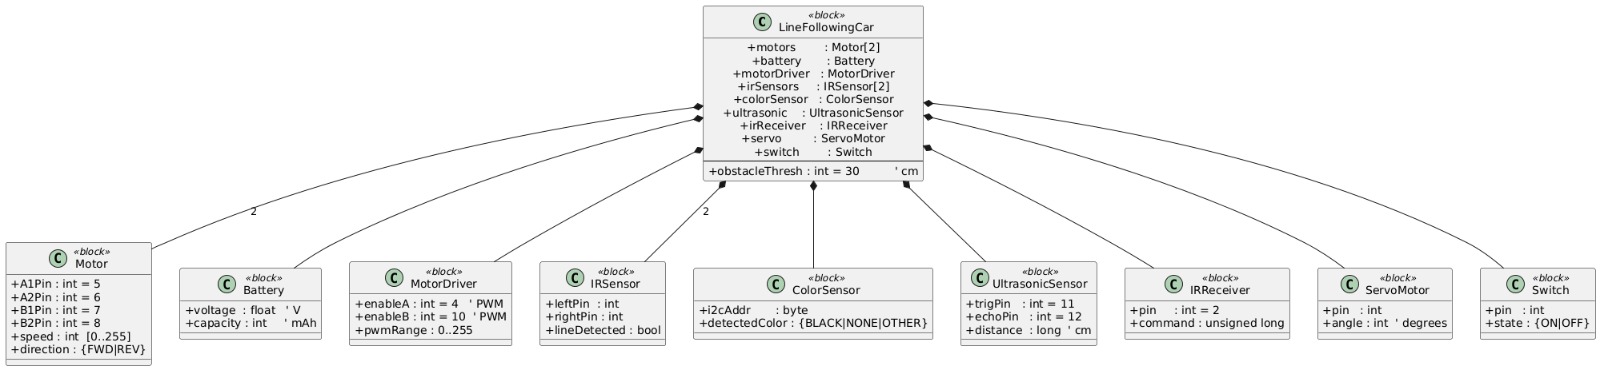 «block»
C LineFollowingCar
+motors : Motor[2]
+battery : Battery
+motorDriver : MotorDriver
+irSensors : IRSensor[2]
+colorSensor : ColorSensor
+ultrasonic : UltrasonicSensor
+irReceiver : IRReceiver
+servo : ServoMotor
+switch : Switch
+obstacleThresh : int = 30 ' cm
2
2
«block»
C Motor
+A1Pin : int = 5
+A2Pin : int = 6
+B1Pin : int = 7
+B2Pin : int = 8
+speed : int [0..255]
+direction : {FWD|REV}
«block»
C Battery
+voltage : float ' V
+capacity : int ' mAh
«block»
C MotorDriver
+enableA : int = 4 ' PWM
+enableB : int = 10 ' PWM
+pwmRange : 0..255
«block»
C IRSensor
+leftPin : int
+rightPin : int
+lineDetected : bool
«block»
C ColorSensor
+i2cAddr : byte
+detectedColor : {BLACK|NONE|OTHER}
«block»
C UltrasonicSensor
+trigPin : int = 11
+echoPin : int = 12
+distance : long ' cm
«block»
C IRReceiver
+pin : int = 2
+command : unsigned long
«block»
C ServoMotor
+pin : int
+angle : int ' degrees
«block»
C Switch
+pin : int
+state : {ON|OFF}